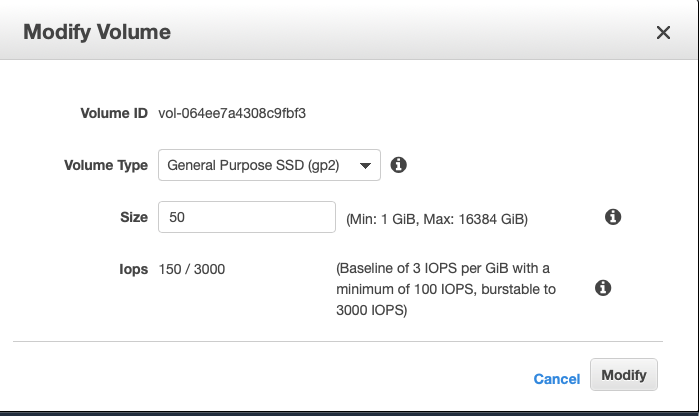 Modify Volume
Volume ID vol-064ee7a4308c9fbf3
Volume Type General Purpose SSD (gp2)
Size 50 (Min: 1 GiB, Max: 16384 GiB)
Iops 150 / 3000 (Baseline of 3 IOPS per GiB with a
minimum of 100 IOPS, burstable to
3000 IOPS)
Cancel Modify